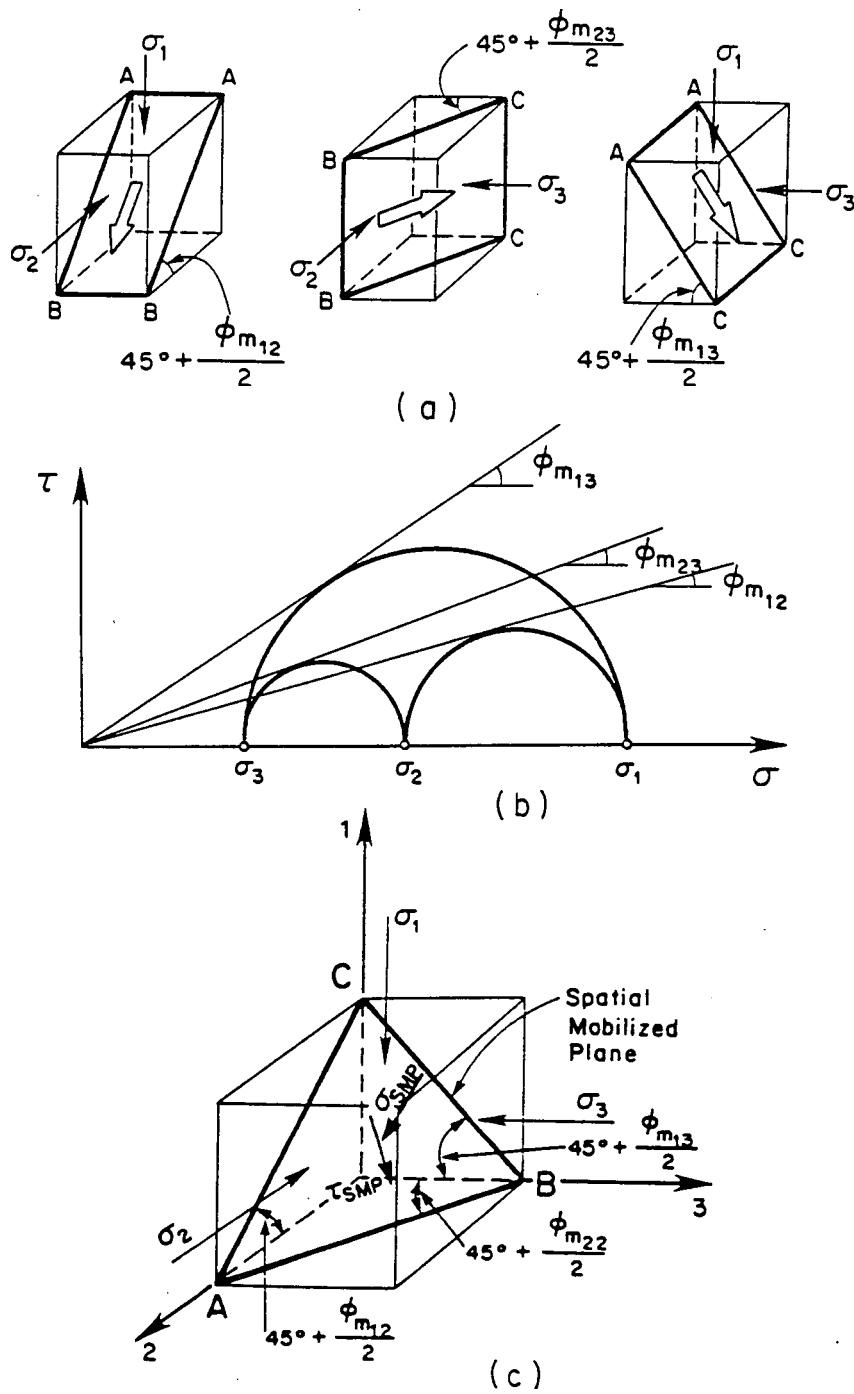 σ1
A A
σ2
B B
45° + φm12/2
45° + φm23/2
C
B
σ3
σ2
C
B
σ1
A
A
σ3
C
C
45° + φm13/2
(a)
τ
φm13
φm23
φm12
σ3 σ2 σ1 σ
(b)
1
σ1
C
Spatial
Mobilized
Plane
σSMP
σ3
45° + φm13/2
τSMP
B
3
σ2
45° + φm22/2
A
2
45° + φm12/2
(c)